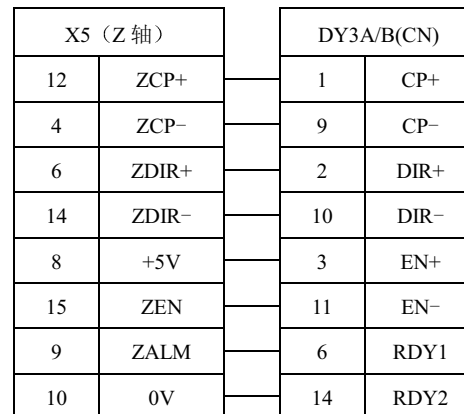 X5（Z 轴） DY3A/B(CN)
12 ZCP+ 1 CP+
4 ZCP− 9 CP−
6 ZDIR+ 2 DIR+
14 ZDIR− 10 DIR−
8 +5V 3 EN+
15 ZEN 11 EN−
9 ZALM 6 RDY1
10 0V 14 RDY2